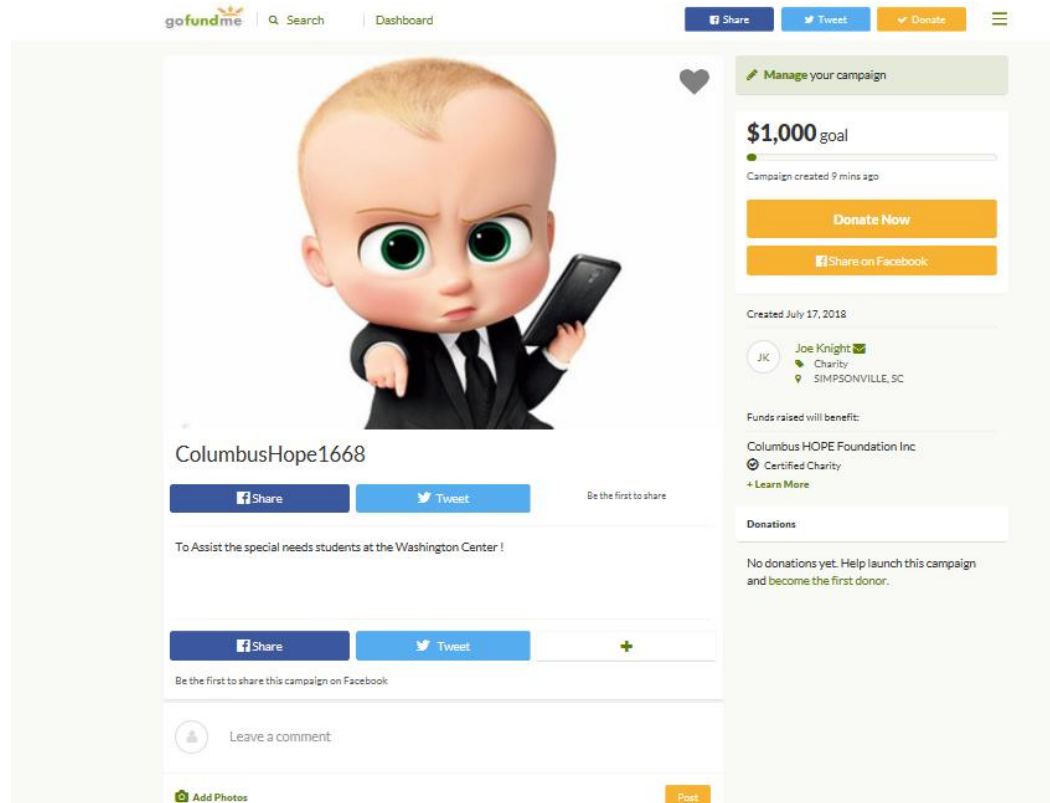 gofundme Search Dashboard Share Tweet Donate
Manage your campaign
$1,000 goal
Campaign created 9 mins ago
Donate Now
Share on Facebook
Created July 17, 2018
JK Joe Knight
Charity
SIMPSONVILLE, SC
Funds raised will benefit:
Columbus HOPE Foundation Inc
Certified Charity
+ Learn More
Donations
No donations yet. Help launch this campaign
and become the first donor.
ColumbusHope1668
Share Tweet Be the first to share
To Assist the special needs students at the Washington Center !
Share Tweet +
Be the first to share this campaign on Facebook
Leave a comment
Add Photos Post